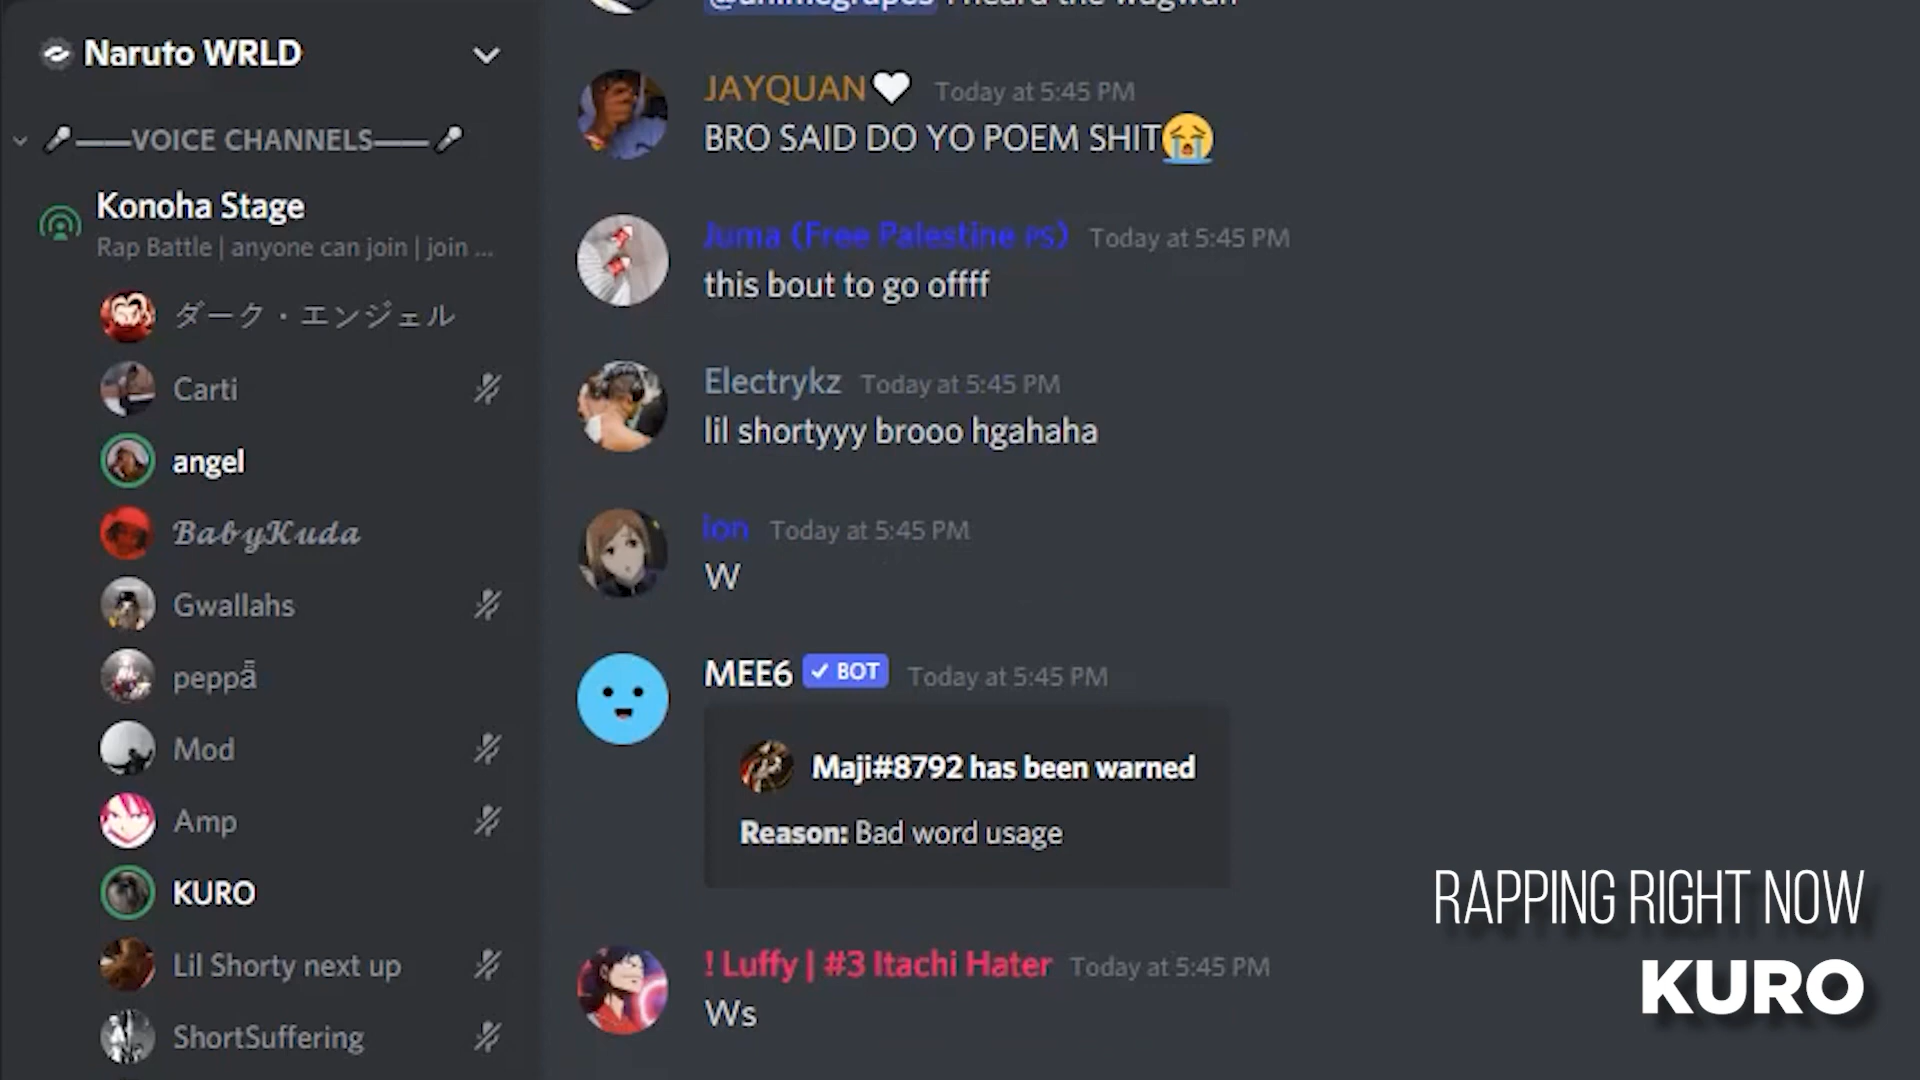 Naruto WRLD
——VOICE CHANNELS——
Konoha Stage
Rap Battle | anyone can join | join ...
ダーク・エンジェル
Carti
angel
𝓑𝓪𝓫𝔂𝓚𝓾𝓭𝓪
Gwallahs
peppǟ
Mod
Amp
KURO
Lil Shorty next up
ShortSuffering
@animegrapes I heard the wagwan
JAYQUAN🤍 Today at 5:45 PM
BRO SAID DO YO POEM SHIT😭
Juma (Free Palestine PS) Today at 5:45 PM
this bout to go offff
Electrykz Today at 5:45 PM
lil shortyyy brooo hgahaha
ion Today at 5:45 PM
W
MEE6 ✓ BOT Today at 5:45 PM
Maji#8792 has been warned
Reason: Bad word usage
! Luffy | #3 Itachi Hater Today at 5:45 PM
Ws
RAPPING RIGHT NOW
KURO